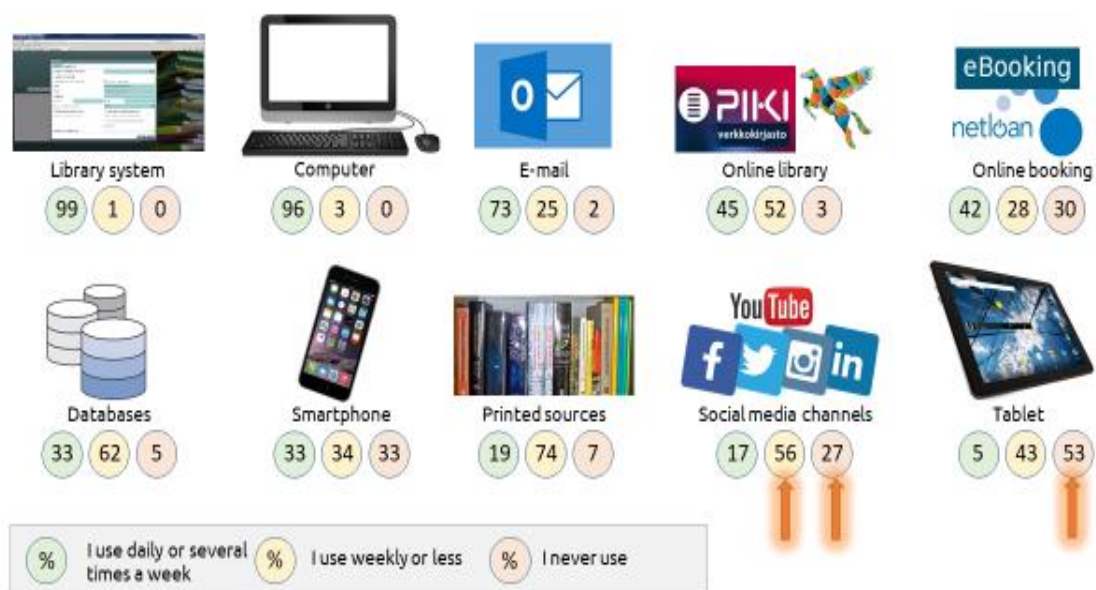 O
PIKI
verkkokirjasto
eBooking
netloan
Library system
Computer
E-mail
Online library
Online booking
99 1 0
96 3 0
73 25 2
45 52 3
42 28 30
YouTube
f
in
Databases
Smartphone
Printed sources
Social media channels
Tablet
33 62 5
33 34 33
19 74 7
17 56 27
5 43 53
% I use daily or several
times a week
% I use weekly or less
% I never use